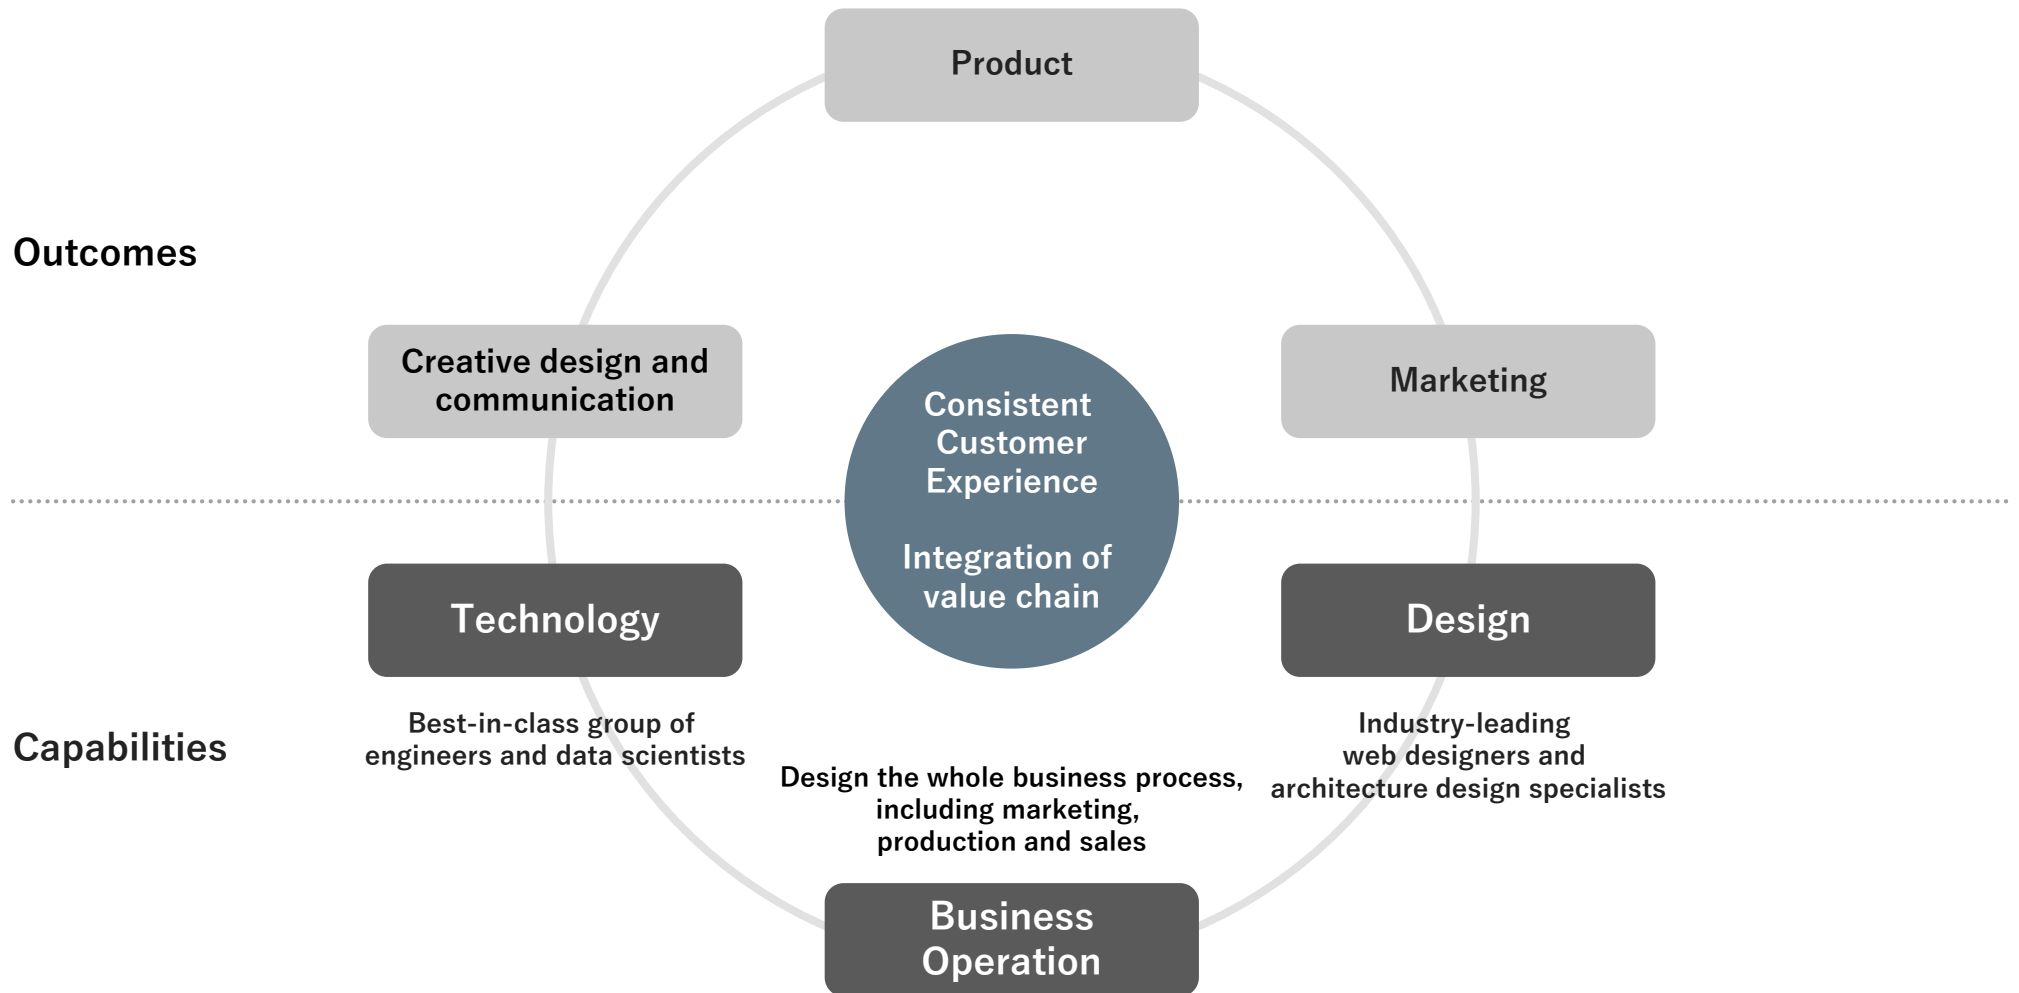 Product
Outcomes
Creative design and
communication
Marketing
Consistent
Customer
Experience
Integration of
value chain
Technology
Design
Capabilities
Best-in-class group of
engineers and data scientists
Industry-leading
web designers and
architecture design specialists
Design the whole business process,
including marketing,
production and sales
Business
Operation